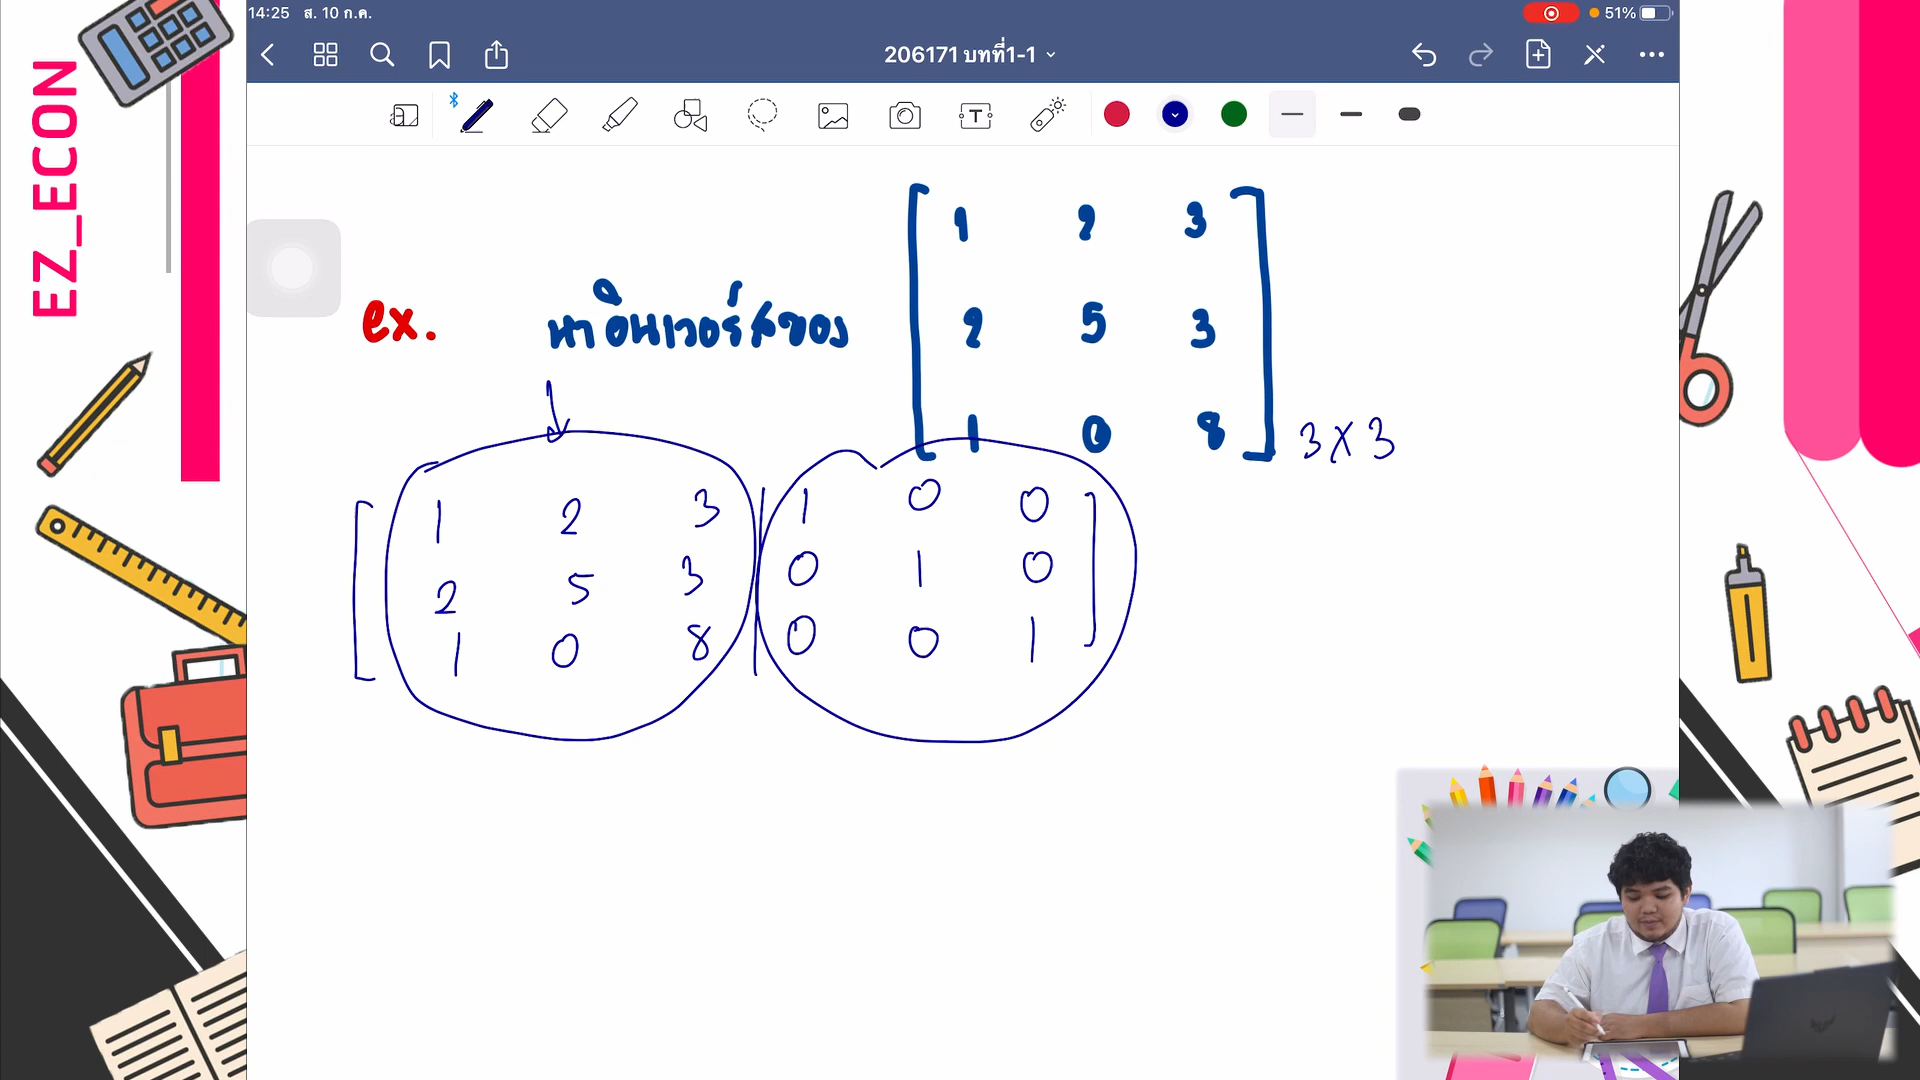 14:25 ส. 10 ก.ค. 51%
206171 บทที่1-1
EZ_ECON
T
1 2 3
ex. หาอินเวอร์สของ 2 5 3
1 0 8 3 X 3
1 2 3 | 1 0 0
2 5 3 | 0 1 0
1 0 8 | 0 0 1